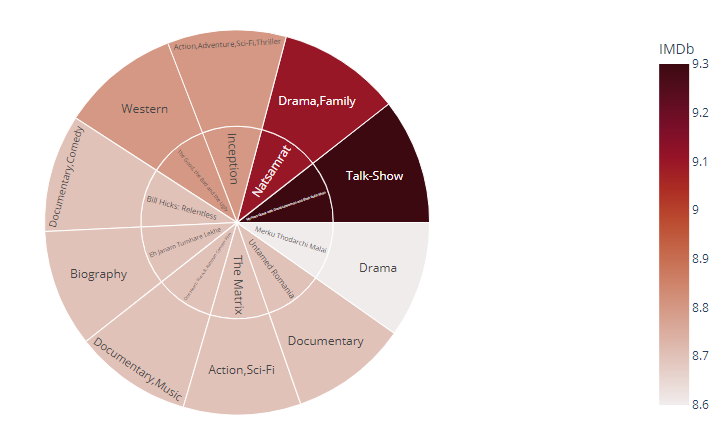 IMDb
9.3
9.2
9.1
9
8.9
8.8
8.7
8.6
Action,Adventure,Sci-Fi,Thriller
Drama,Family
Talk-Show
Drama
Documentary
Action,Sci-Fi
Documentary,Music
Biography
Documentary,Comedy
Western
Inception
Natsamrat
Merku Thodarchi Malai
Untamed Romania
The Matrix
Eh Janam Tumhare Lekhe
Bill Hicks: Relentless
The Good, the Bad and the Ugly